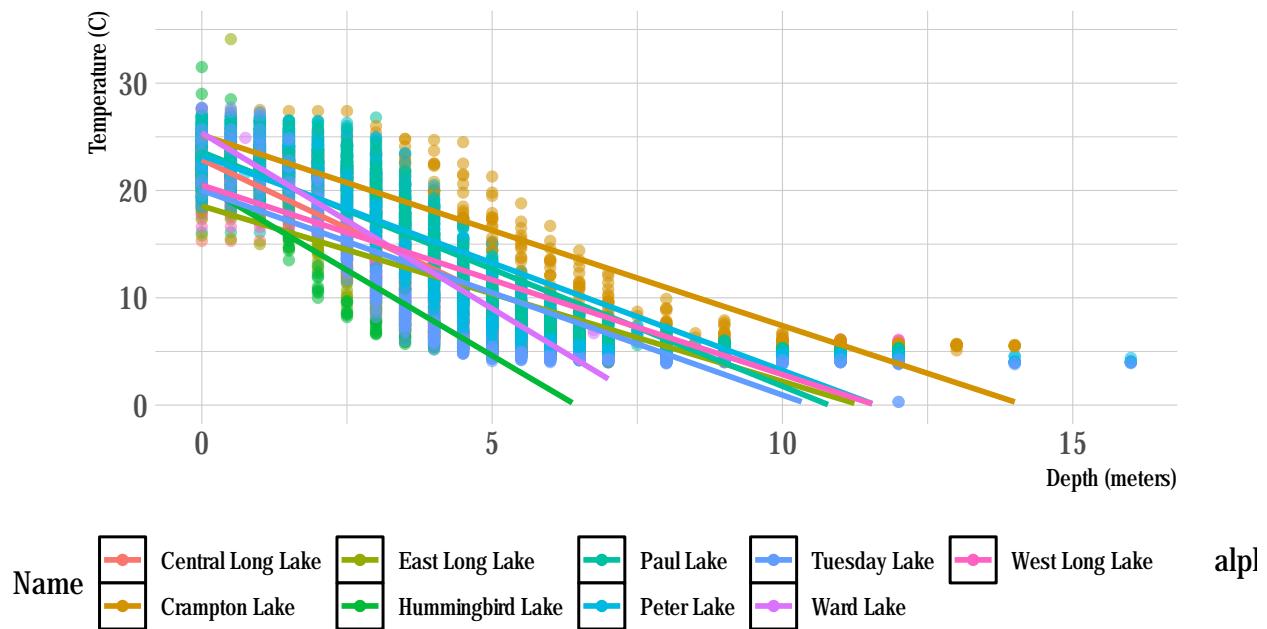 Temperature (C)
30
20
10
0
0
5
10
15
Depth (meters)
Name
Central Long Lake
East Long Lake
Paul Lake
Tuesday Lake
West Long Lake
Crampton Lake
Hummingbird Lake
Peter Lake
Ward Lake